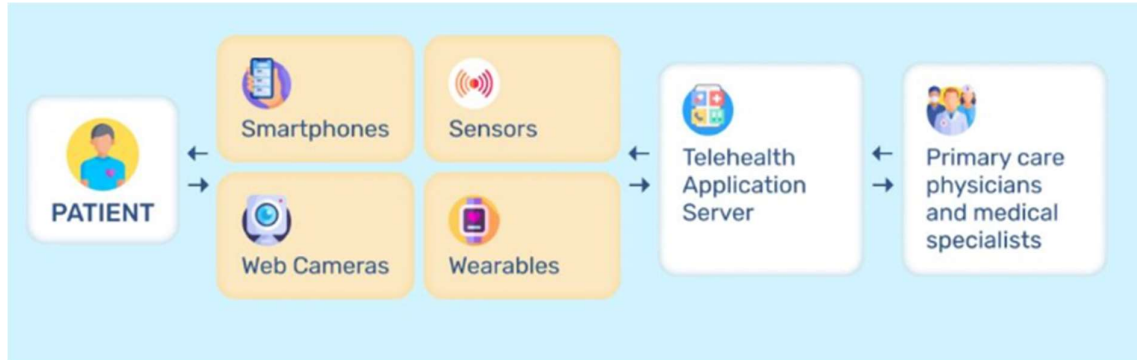 PATIENT
Smartphones
Sensors
Web Cameras
Wearables
Telehealth
Application
Server
Primary care
physicians
and medical
specialists